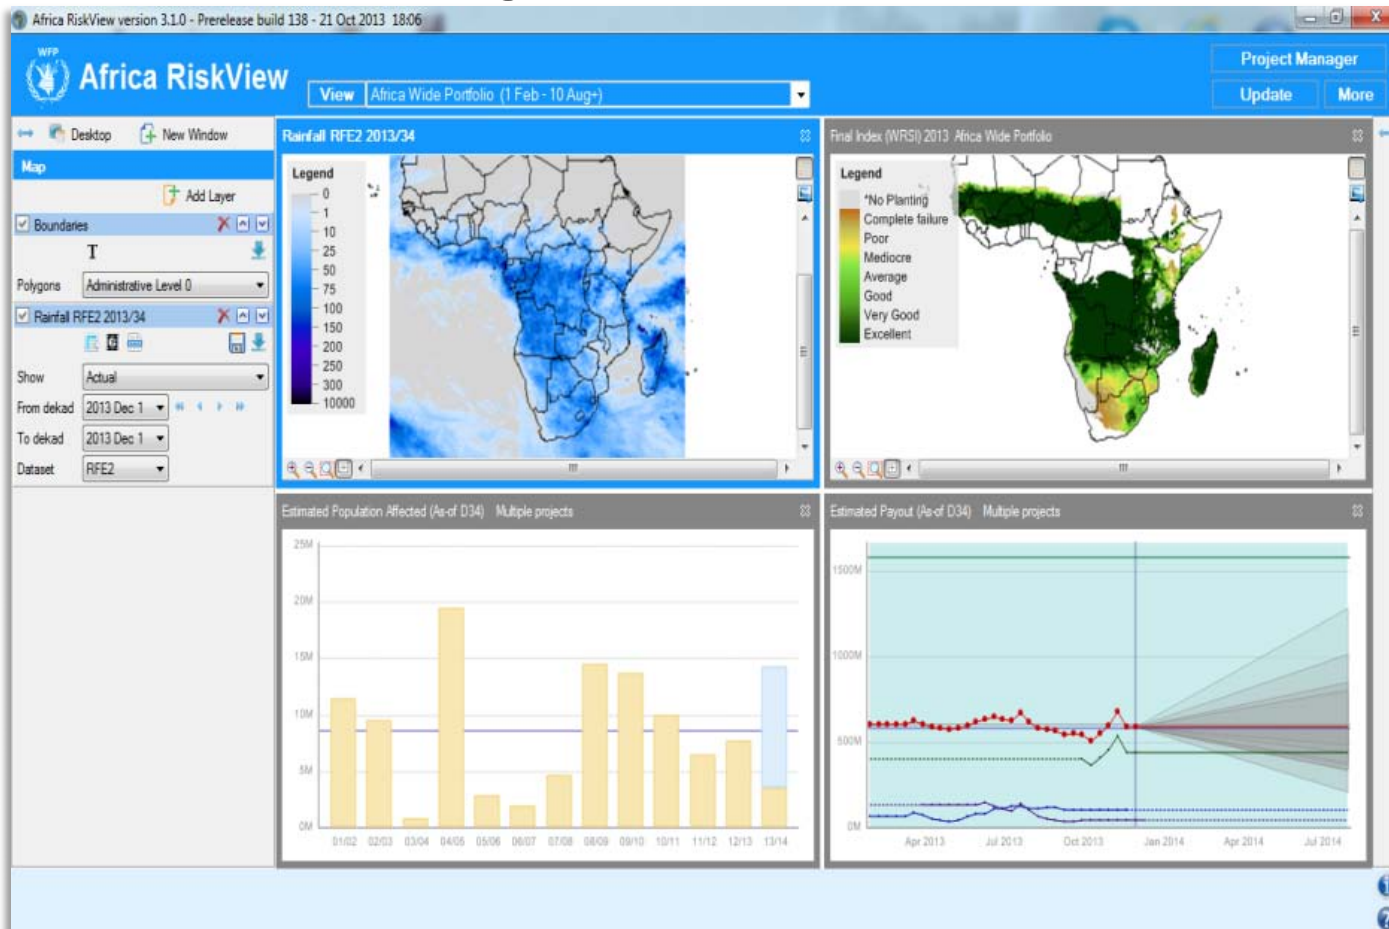 Africa RiskView version 3.1.0 - Prerelease build 138 - 21 Oct 2013 18:06
WFP
Africa RiskView
View Africa Wide Portfolio (1 Feb - 10 Aug+)
Project Manager
Update More
Desktop New Window
Map
Add Layer
Boundaries
T
Polygons Administrative Level 0
Rainfall RFE2 2013/34
Show Actual
From dekad 2013 Dec 1
To dekad 2013 Dec 1
Dataset RFE2
Rainfall RFE2 2013/34
Legend
0
1
10
25
50
75
100
150
200
250
300
10000
Final Index (WRSI) 2013 Africa Wide Portfolio
Legend
*No Planting
Complete failure
Poor
Mediocre
Average
Good
Very Good
Excellent
Estimated Population Affected (As-of D34) Multiple projects
25M
20M
15M
10M
5M
0M
01/02 02/03 03/04 04/05 05/06 06/07 07/08 08/09 09/10 10/11 11/12 12/13 13/14
Estimated Payout (As-of D34) Multiple projects
1500M
1000M
500M
0M
Apr 2013 Jul 2013 Oct 2013 Jan 2014 Apr 2014 Jul 2014